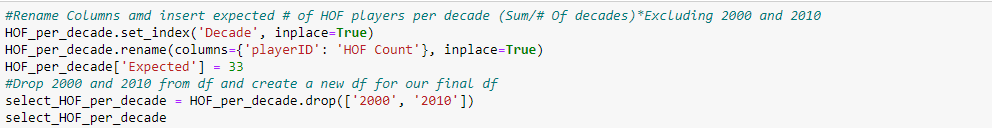 #Rename Columns amd insert expected # of HOF players per decade (Sum/# Of decades)*Excluding 2000 and 2010
HOF_per_decade.set_index('Decade', inplace=True)
HOF_per_decade.rename(columns={'playerID': 'HOF Count'}, inplace=True)
HOF_per_decade['Expected'] = 33
#Drop 2000 and 2010 from df and create a new df for our final df
select_HOF_per_decade = HOF_per_decade.drop(['2000', '2010'])
select_HOF_per_decade